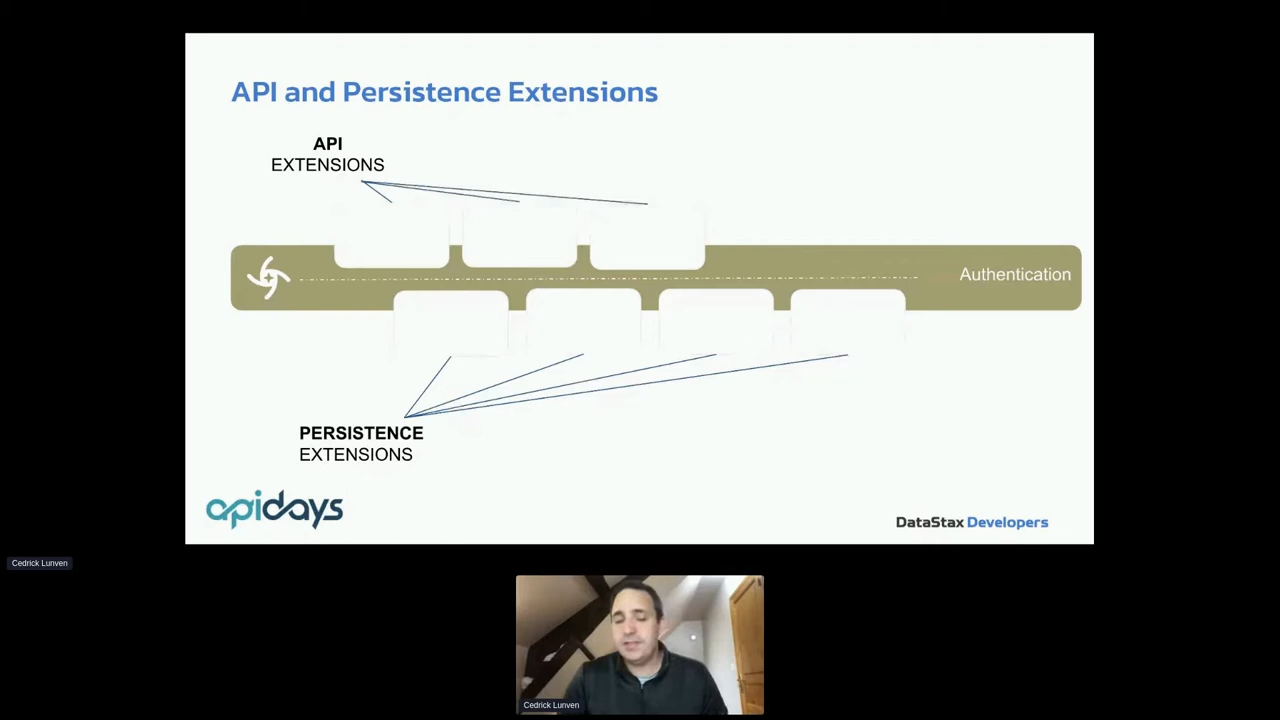 API and Persistence Extensions
API
EXTENSIONS
Authentication
PERSISTENCE
EXTENSIONS
apidays
DataStax Developers
Cedrick Lunven
Cedrick Lunven